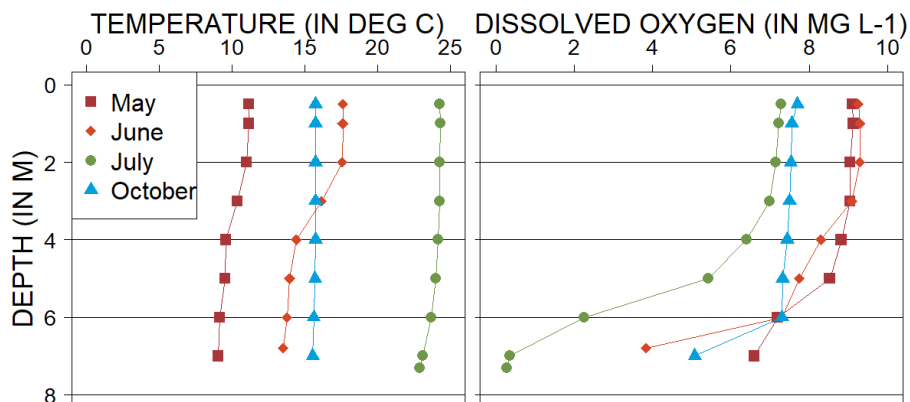 TEMPERATURE (IN DEG C) DISSOLVED OXYGEN (IN MG L-1)
0 5 10 15 20 25 0 2 4 6 8 10
0
May
June
2
July
October
DEPTH (IN M)
4
6
8